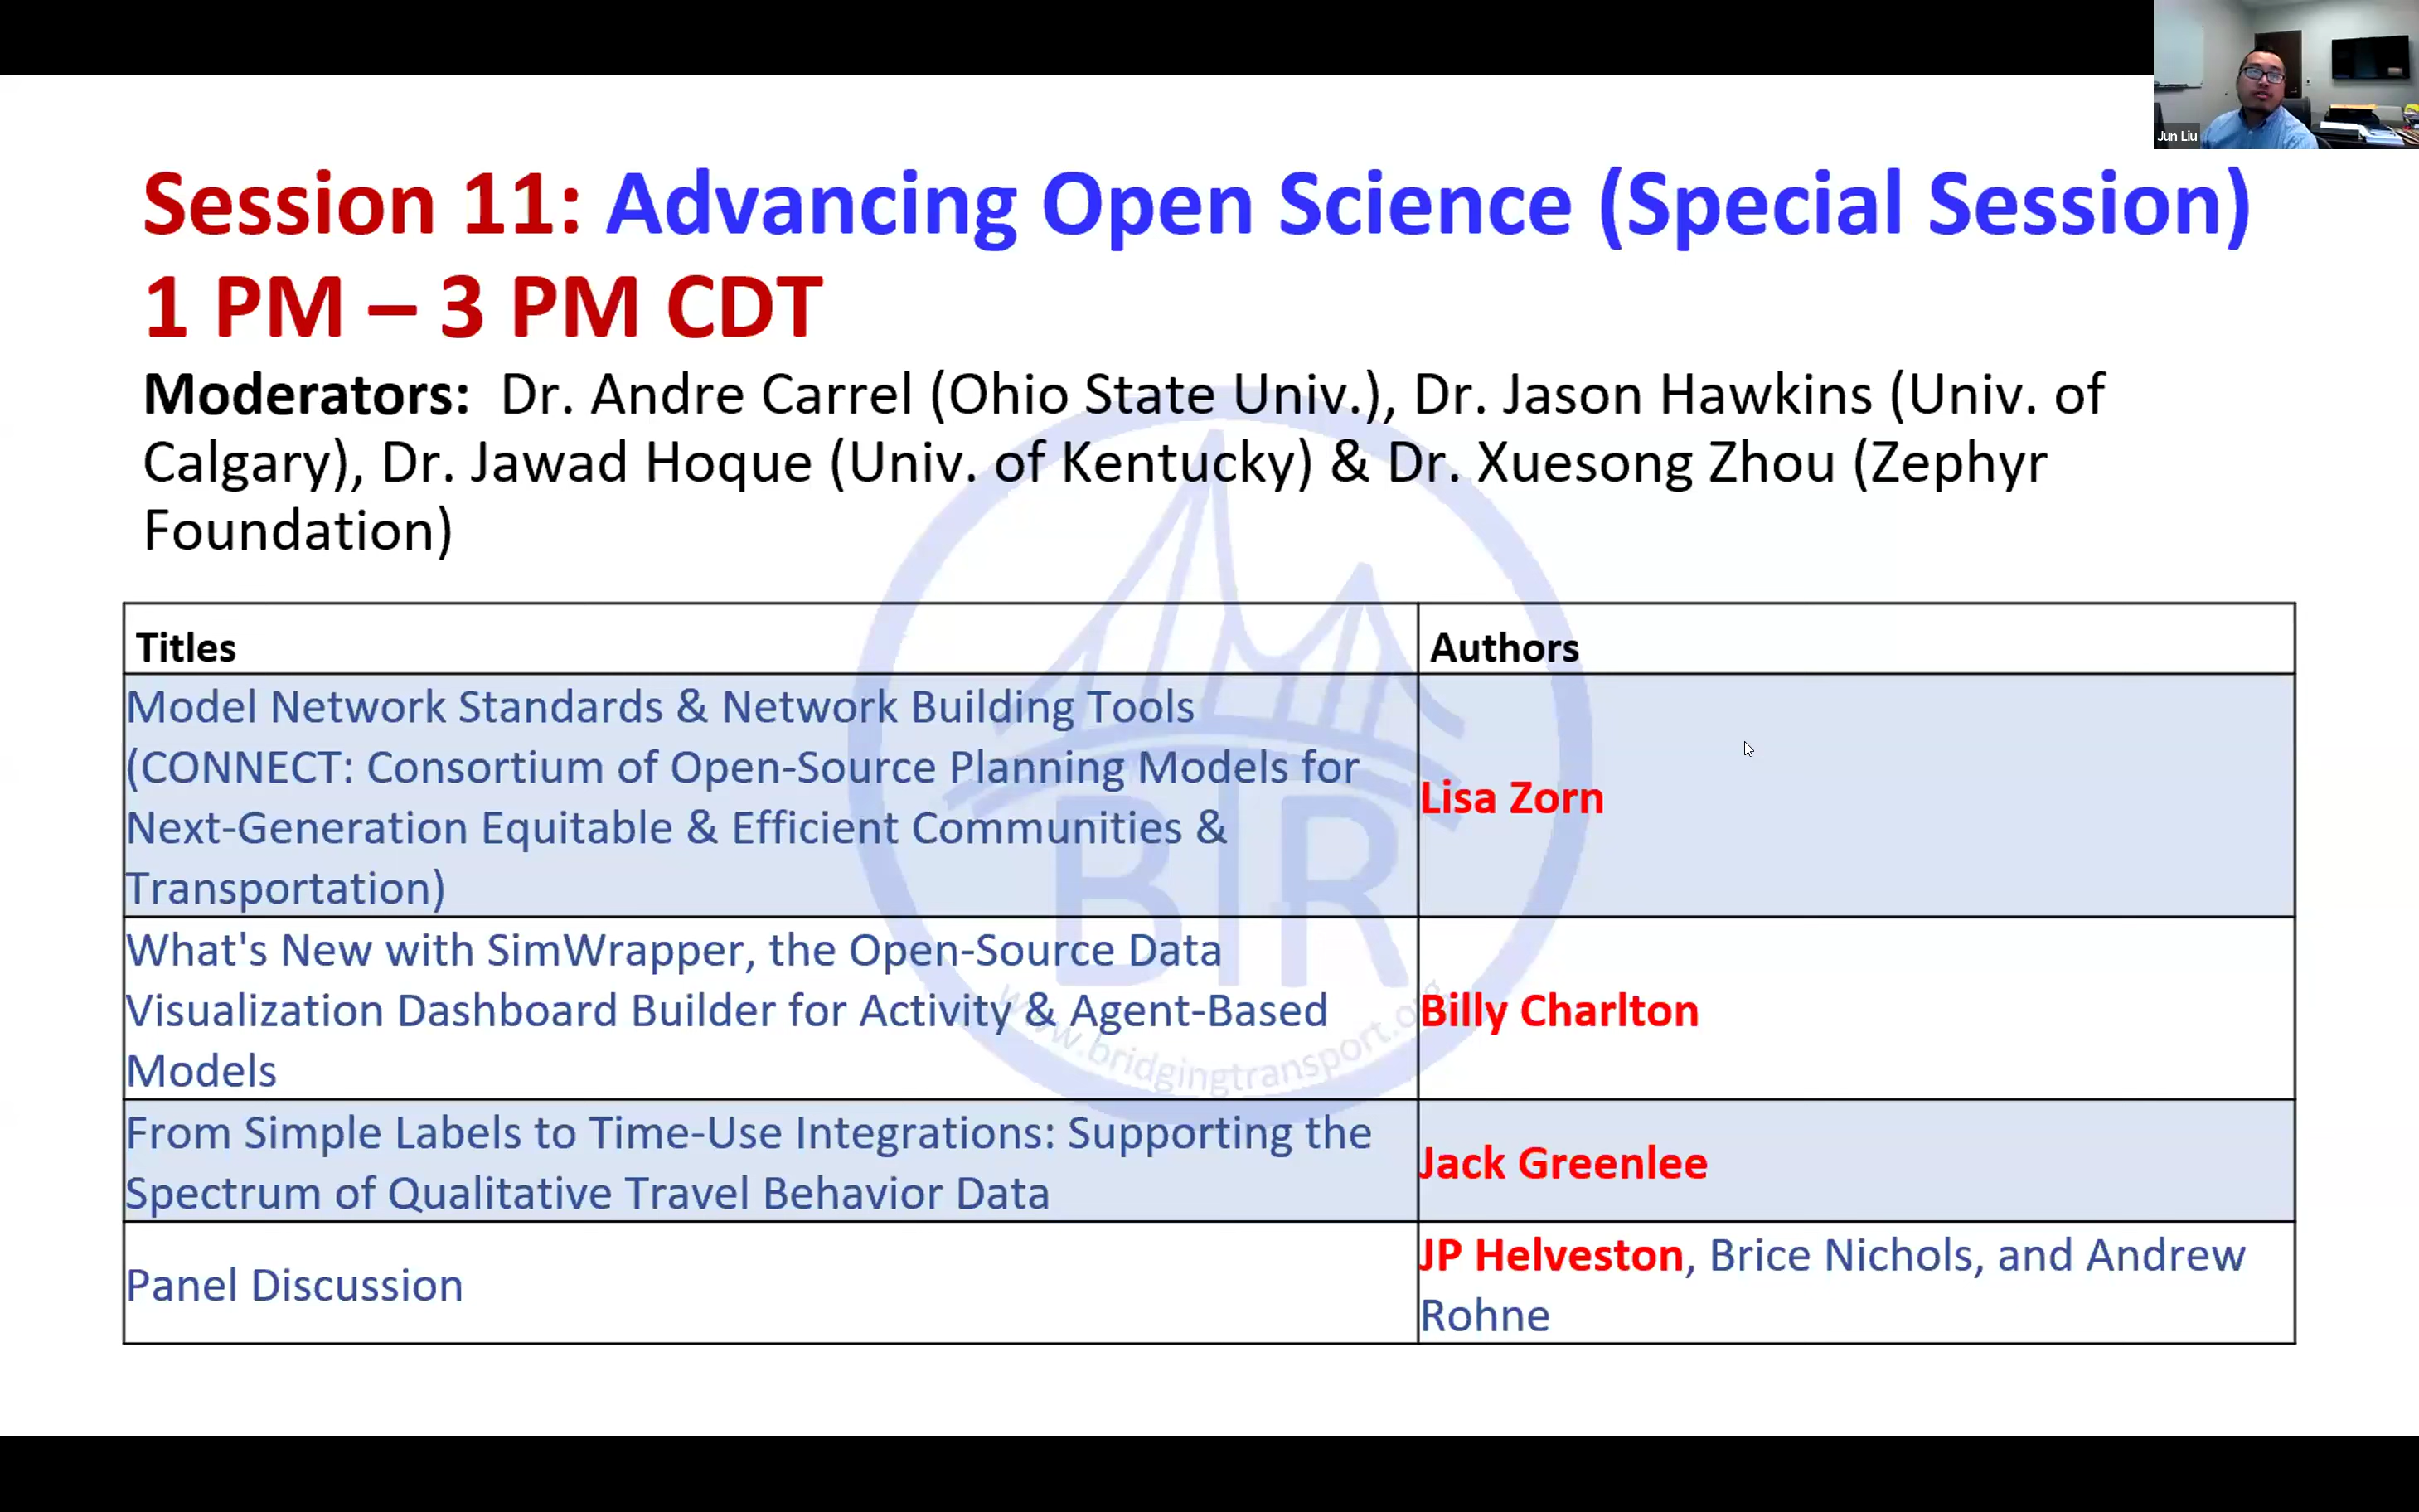 Jun Liu
Session 11: Advancing Open Science (Special Session)
1 PM – 3 PM CDT
Moderators: Dr. Andre Carrel (Ohio State Univ.), Dr. Jason Hawkins (Univ. of
Calgary), Dr. Jawad Hoque (Univ. of Kentucky) & Dr. Xuesong Zhou (Zephyr
Foundation)
Titles
Authors
Model Network Standards & Network Building Tools
(CONNECT: Consortium of Open-Source Planning Models for
Next-Generation Equitable & Efficient Communities &
Transportation)
Lisa Zorn
What's New with SimWrapper, the Open-Source Data
Visualization Dashboard Builder for Activity & Agent-Based
Models
Billy Charlton
From Simple Labels to Time-Use Integrations: Supporting the
Spectrum of Qualitative Travel Behavior Data
Jack Greenlee
Panel Discussion
JP Helveston, Brice Nichols, and Andrew
Rohne
BTR
www.bridgingtransport.org